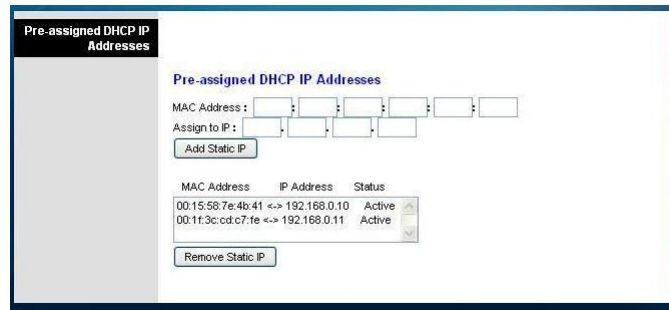 Pre-assigned DHCP IP
Addresses
Pre-assigned DHCP IP Addresses
MAC Address : : : : : :
Assign to IP : . . .
Add Static IP
MAC Address IP Address Status
00:15:58:7e:4b:41 <-> 192.168.0.10 Active
00:1f:3c:cd:c7:fe <-> 192.168.0.11 Active
Remove Static IP